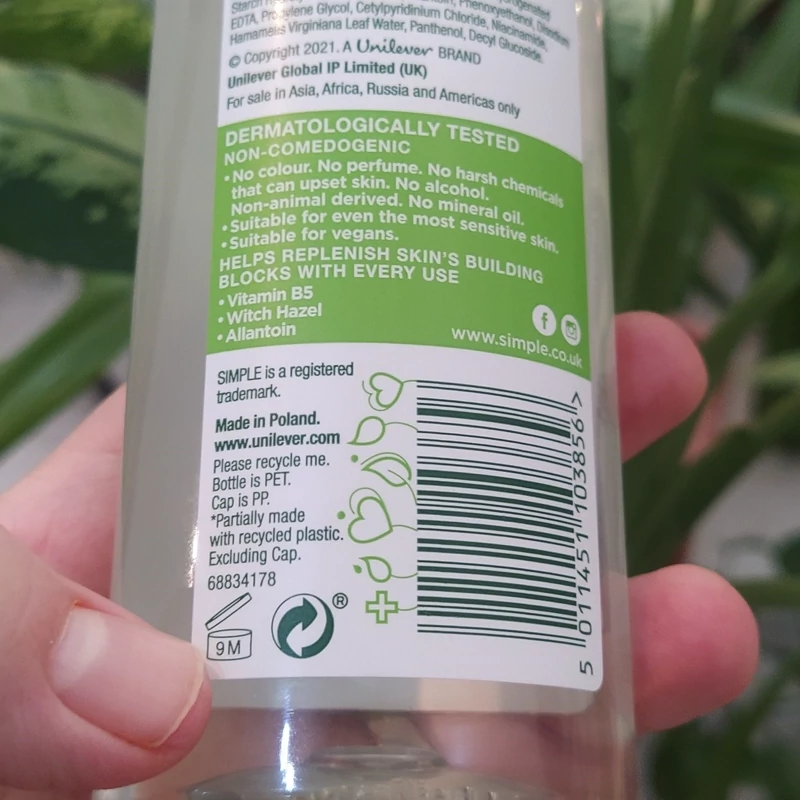 Phenoxyethanol, Disodium
EDTA, Propylene Glycol, Cetylpyridinium Chloride, Niacinamide,
Hamamelis Virginiana Leaf Water, Panthenol, Decyl Glucoside.
© Copyright 2021. A Unilever BRAND
Unilever Global IP Limited (UK)
For sale in Asia, Africa, Russia and Americas only
DERMATOLOGICALLY TESTED
NON-COMEDOGENIC
• No colour. No perfume. No harsh chemicals
that can upset skin. No alcohol.
Non-animal derived. No mineral oil.
• Suitable for even the most sensitive skin.
• Suitable for vegans.
HELPS REPLENISH SKIN'S BUILDING
BLOCKS WITH EVERY USE
• Vitamin B5
• Witch Hazel
• Allantoin
www.simple.co.uk
SIMPLE is a registered
trademark.
Made in Poland.
www.unilever.com
Please recycle me.
Bottle is PET.
Cap is PP.
*Partially made
with recycled plastic.
Excluding Cap.
68834178
9M
®
5 011451 103856 >